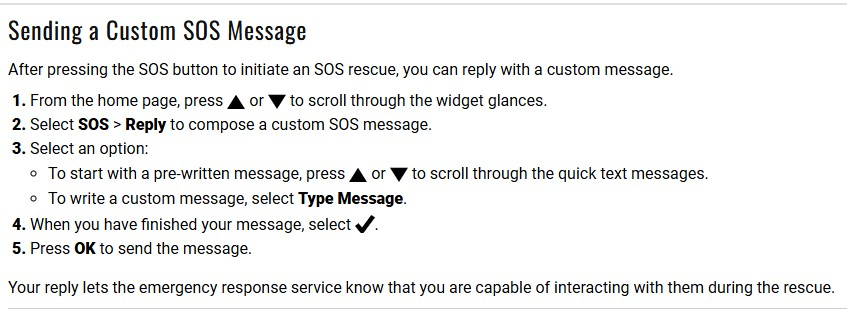 Sending a Custom SOS Message
After pressing the SOS button to initiate an SOS rescue, you can reply with a custom message.
1. From the home page, press ▲ or ▼ to scroll through the widget glances.
2. Select SOS > Reply to compose a custom SOS message.
3. Select an option:
◦ To start with a pre-written message, press ▲ or ▼ to scroll through the quick text messages.
◦ To write a custom message, select Type Message.
4. When you have finished your message, select ✔.
5. Press OK to send the message.
Your reply lets the emergency response service know that you are capable of interacting with them during the rescue.